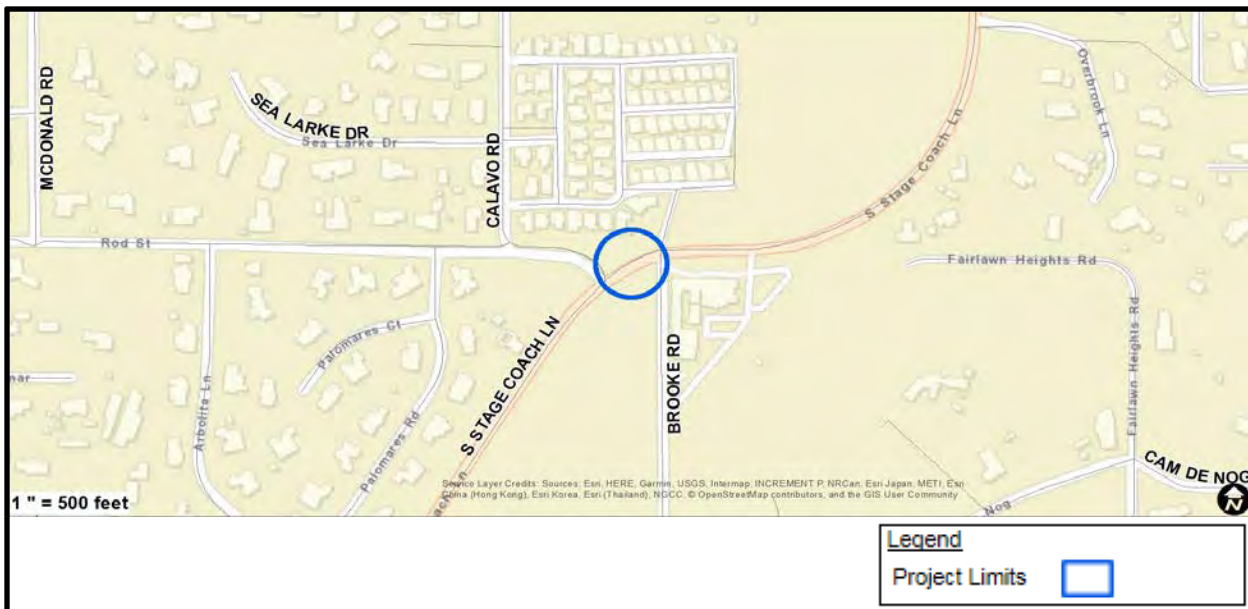 MCDONALD RD
SEA LARKE DR
Sea Larke Dr
CALAVO RD
Overbrook Ln
S Stage Coach Ln
Rod St
Fairlawn Heights Rd
Palomares Ct
S STAGE COACH LN
BROOKE RD
Fairlawn Heights Rd
mar
Arbolita Ln
Palomares Rd
CAM DE NOG
Service Layer Credits: Sources: Esri, HERE, Garmin, USGS, Intermap, INCREMENT P, NRCan, Esri Japan, METI, Esri
China (Hong Kong), Esri Korea, Esri (Thailand), NGCC, © OpenStreetMap contributors, and the GIS User Community
1 " = 500 feet
ach Ln
Nog
N
Legend
Project Limits